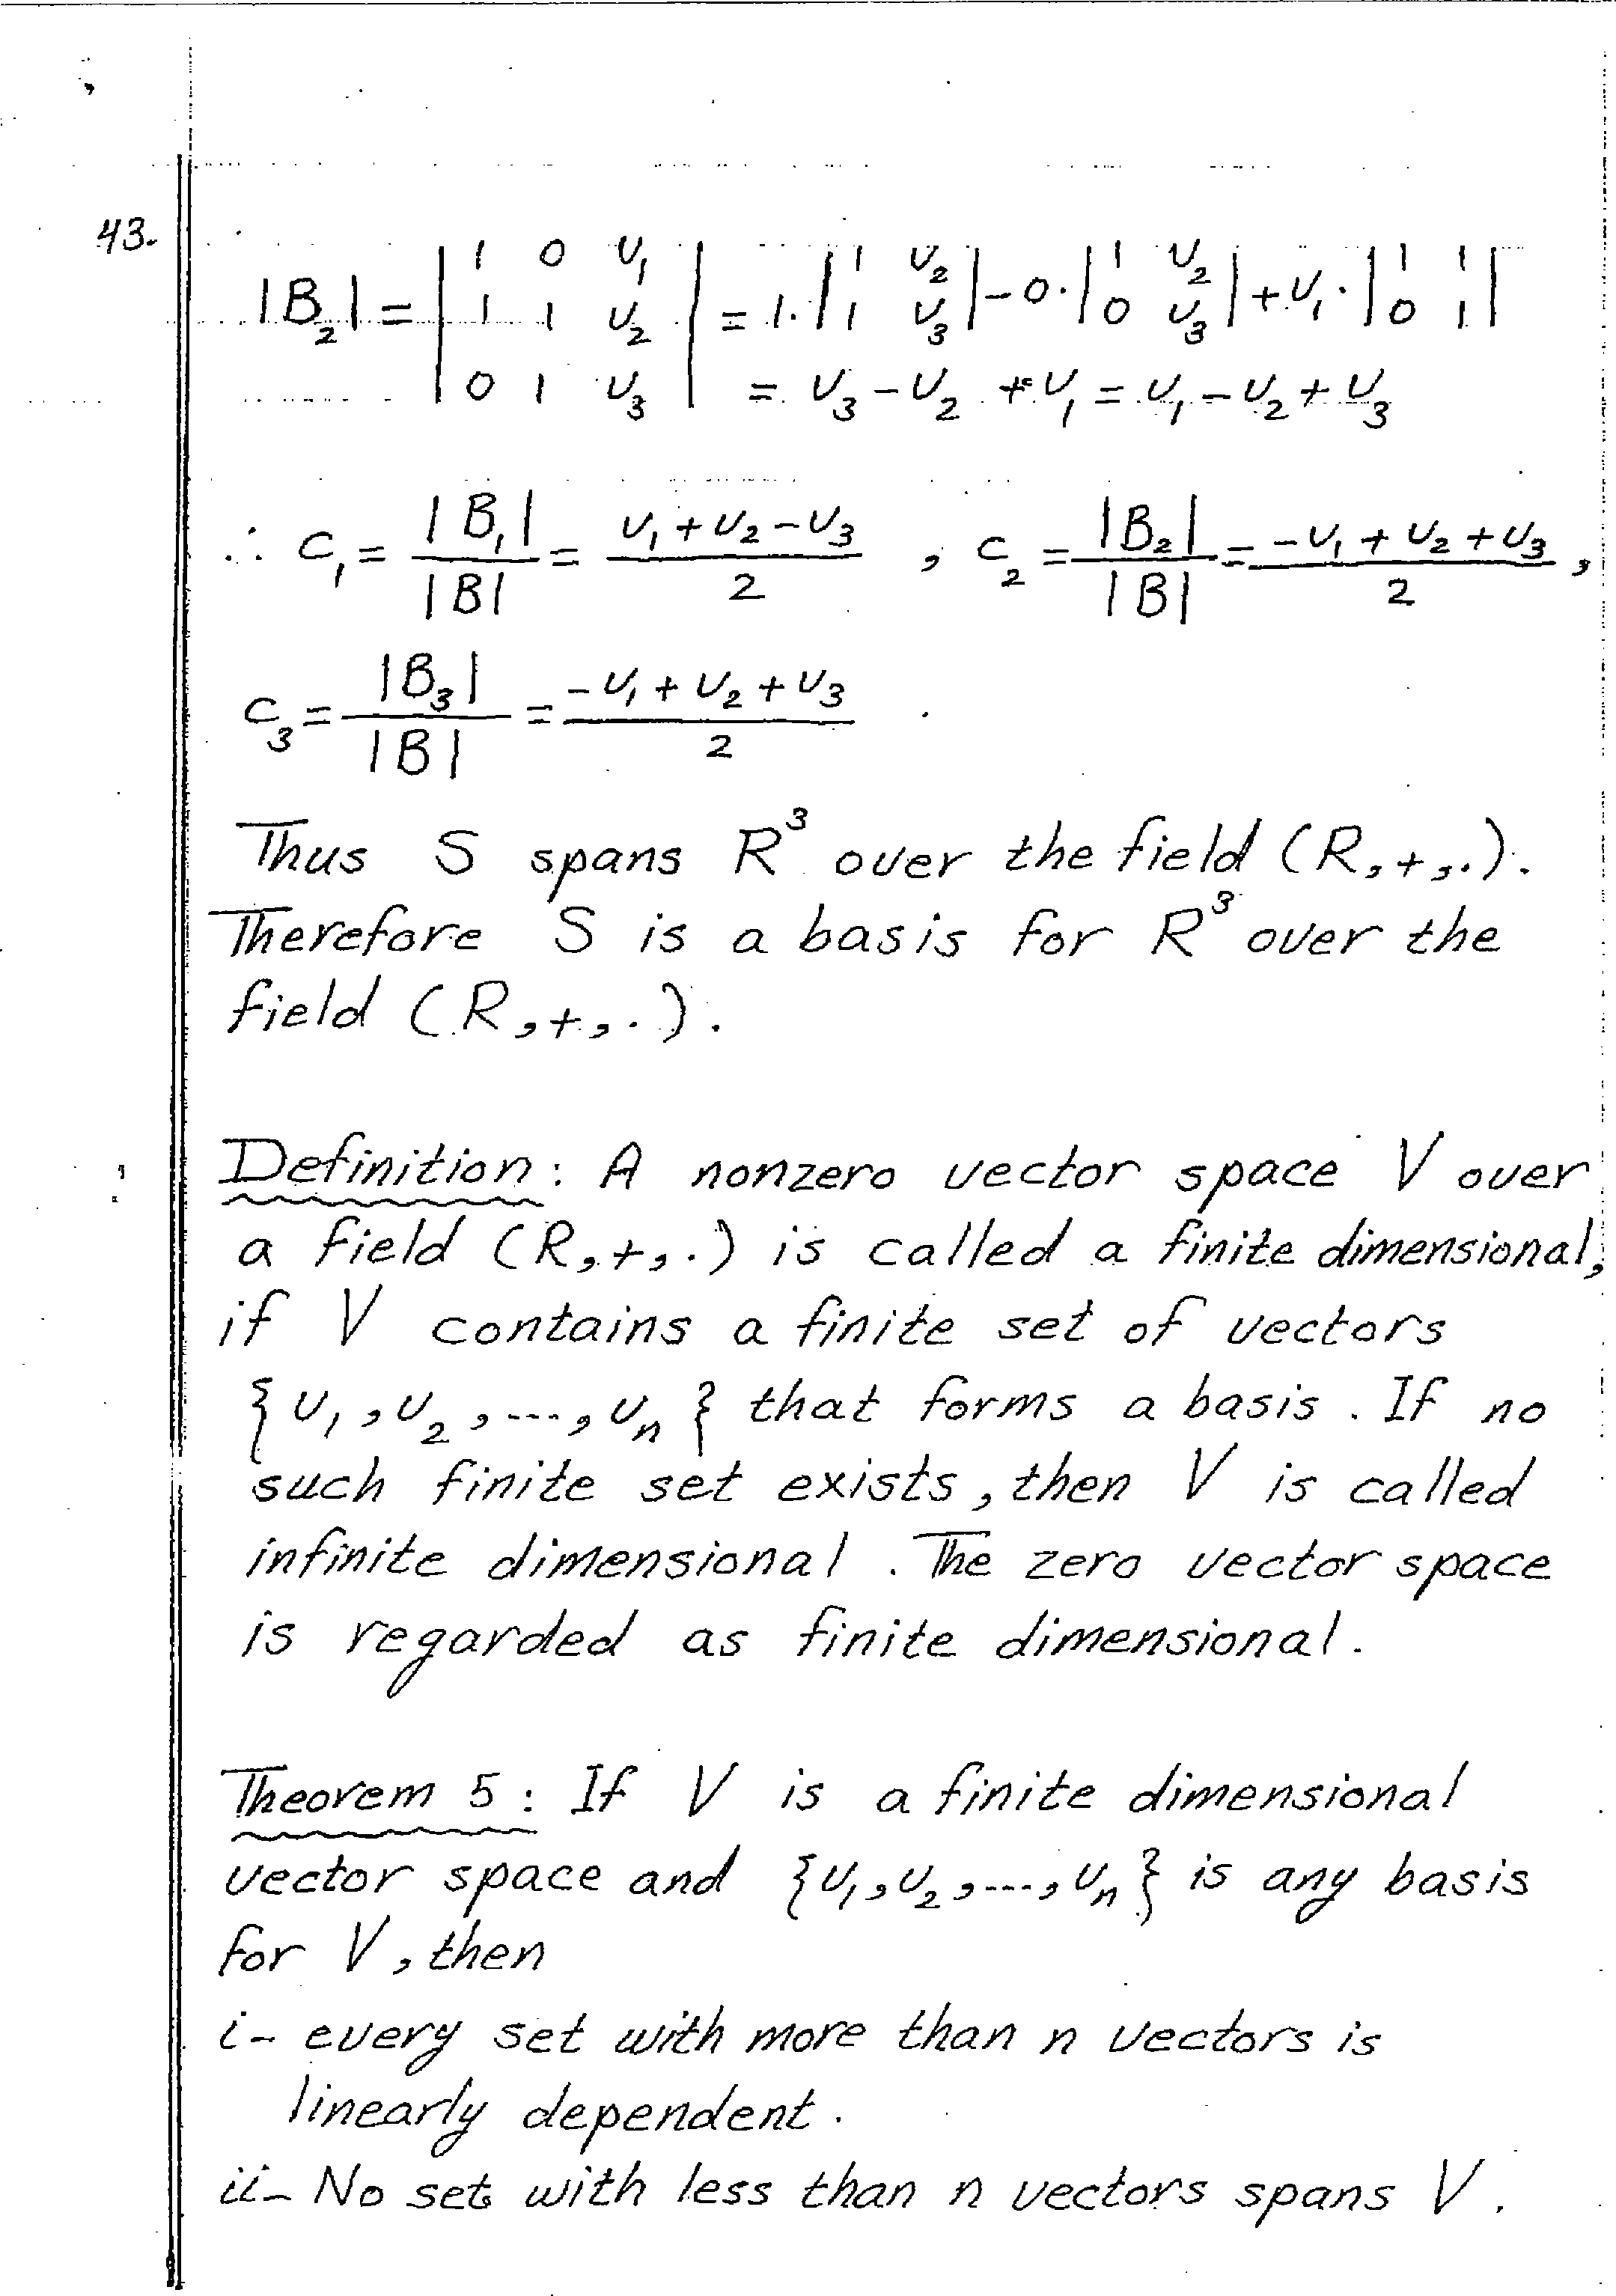 43.
|B₂| = | 1 0 v₁ ; 1 1 v₂ ; 0 1 v₃ | = 1·| 1 v₂ ; 1 v₃ | - 0·| 1 v₂ ; 0 v₃ | + v₁·| 1 1 ; 0 1 |
= v₃ - v₂ + v₁ = v₁ - v₂ + v₃
∴ c₁ = |B₁| / |B| = (v₁ + v₂ - v₃) / 2 , c₂ = |B₂| / |B| = (-v₁ + v₂ + v₃) / 2 ,
c₃ = |B₃| / |B| = (-v₁ + v₂ + v₃) / 2 .
Thus S spans R³ over the field (R,+,.).
Therefore S is a basis for R³ over the
field (R,+,.).
Definition: A nonzero vector space V over
a field (R,+,.) is called a finite dimensional,
if V contains a finite set of vectors
{v₁,v₂,---,vₙ} that forms a basis. If no
such finite set exists, then V is called
infinite dimensional. The zero vector space
is regarded as finite dimensional.
Theorem 5: If V is a finite dimensional
vector space and {v₁,v₂,---,vₙ} is any basis
for V, then
i- every set with more than n vectors is
linearly dependent.
ii- No set with less than n vectors spans V.